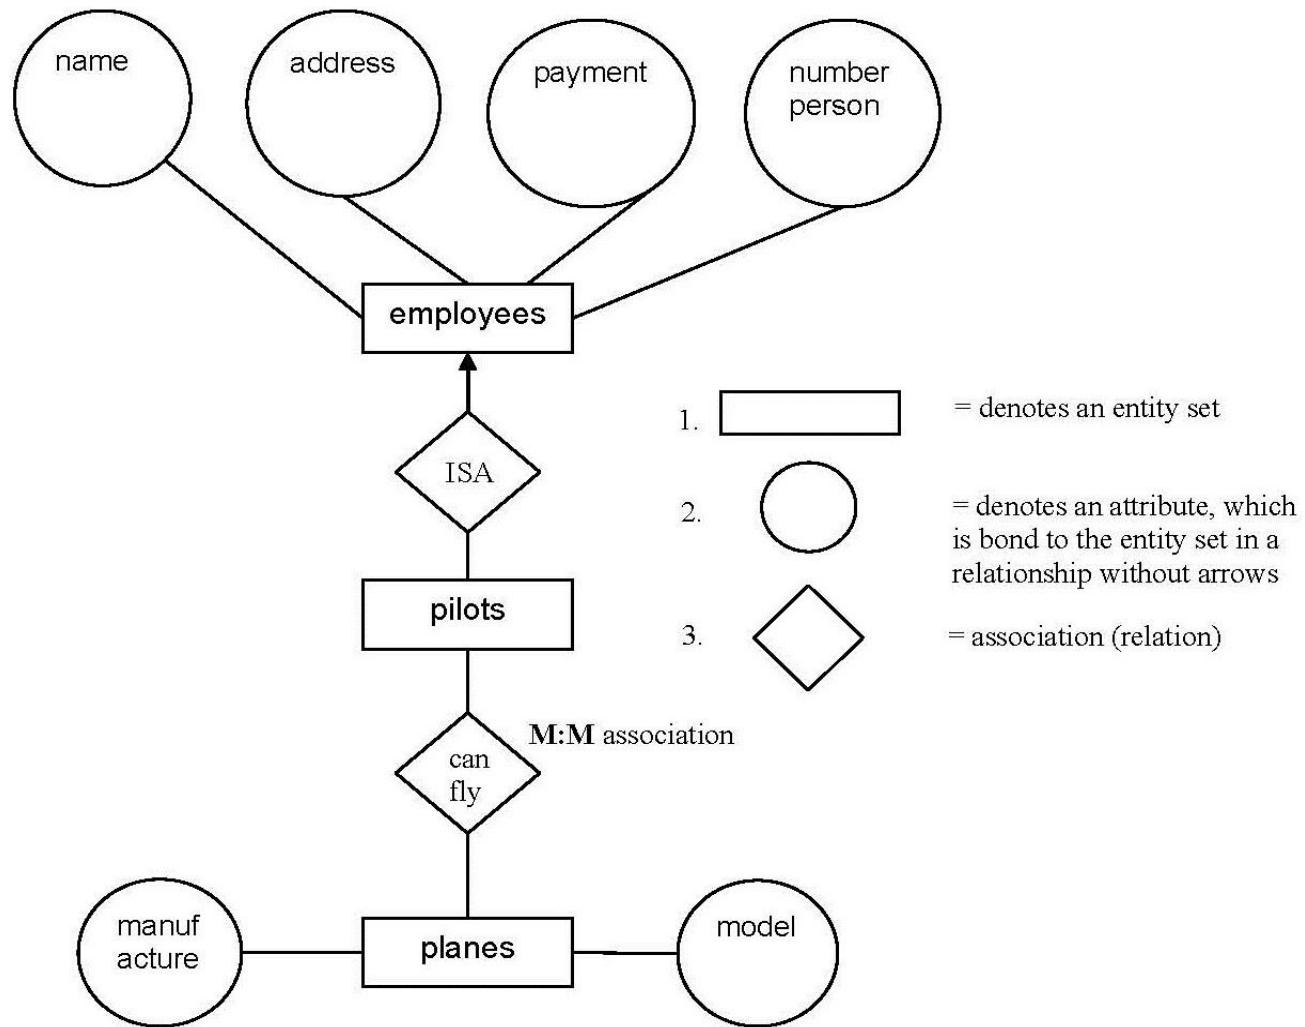 name
address
payment
number
person
employees
ISA
1.
= denotes an entity set
2.
= denotes an attribute, which
is bond to the entity set in a
relationship without arrows
pilots
3.
= association (relation)
M:M association
can
fly
manuf
acture
planes
model